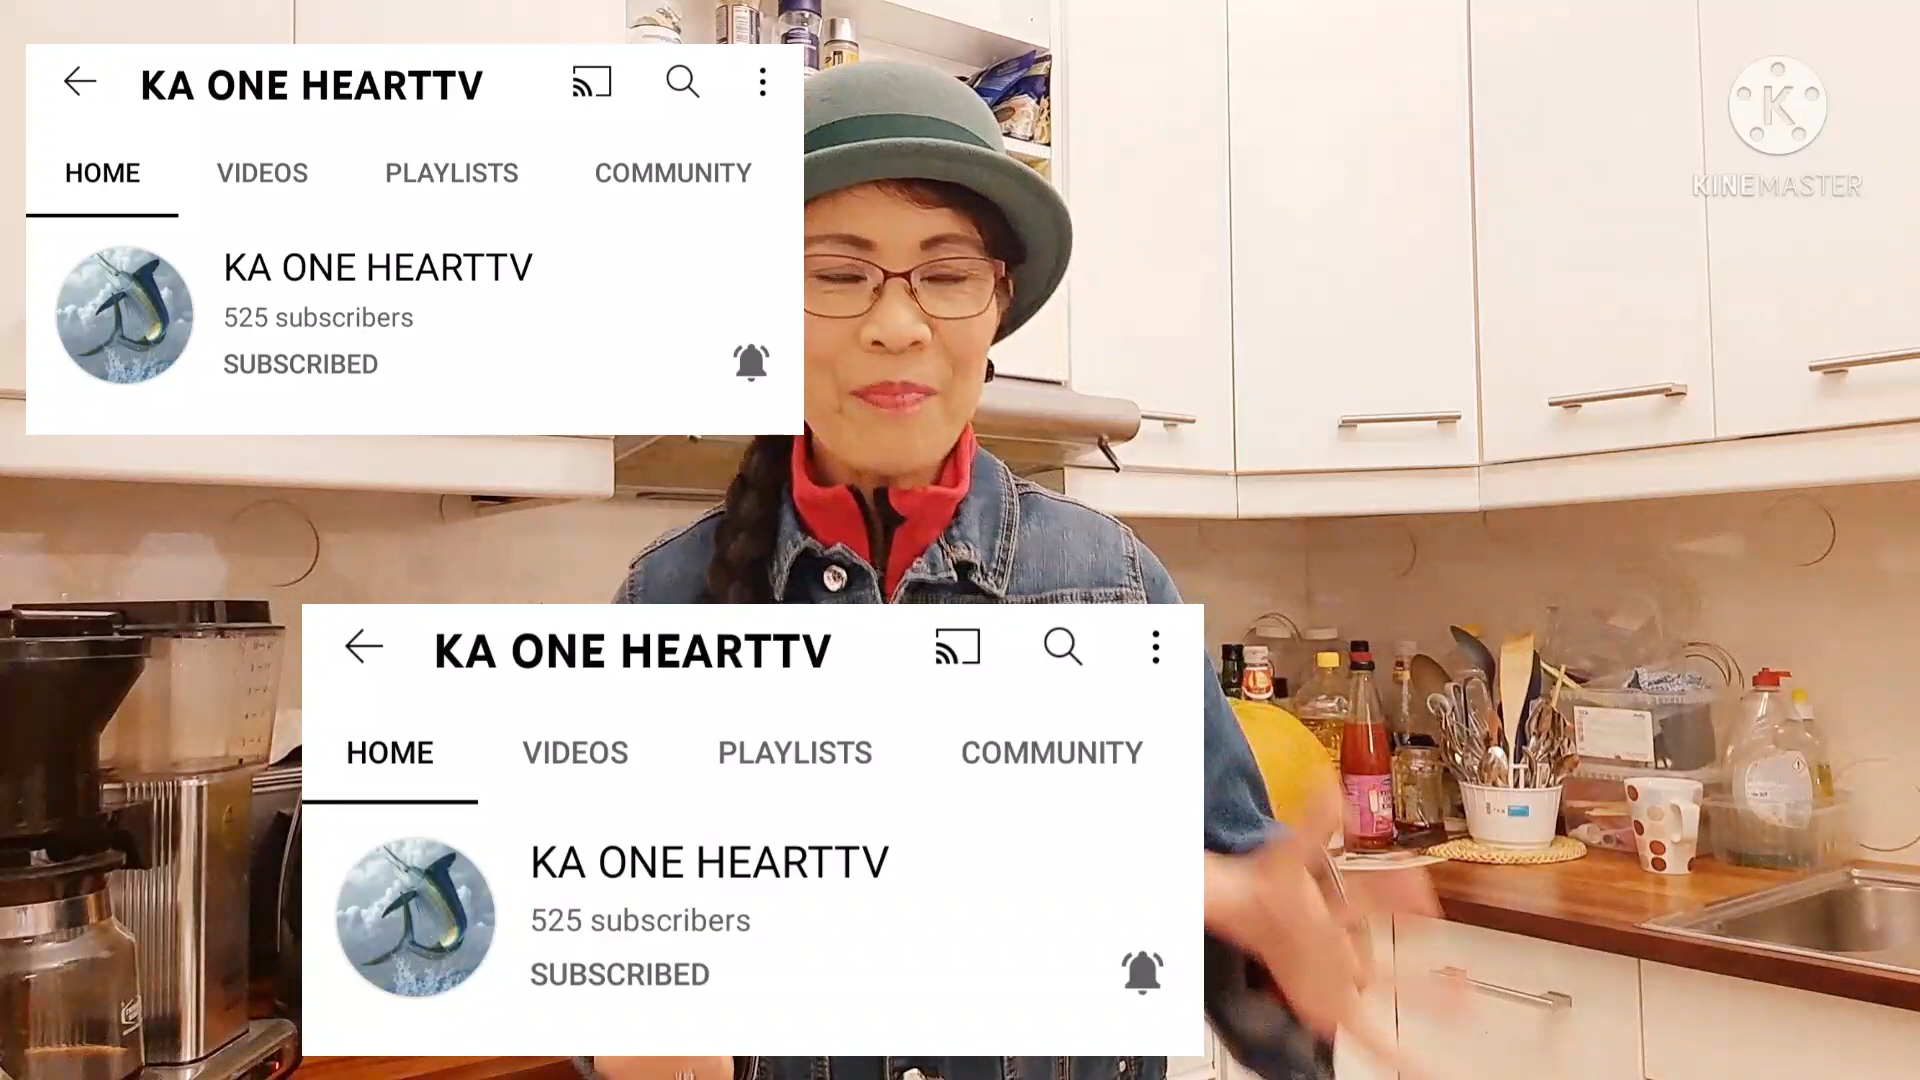 KA ONE HEARTTV
HOME VIDEOS PLAYLISTS COMMUNITY
KA ONE HEARTTV
525 subscribers
SUBSCRIBED
KINEMASTER
KA ONE HEARTTV
HOME VIDEOS PLAYLISTS COMMUNITY
KA ONE HEARTTV
525 subscribers
SUBSCRIBED